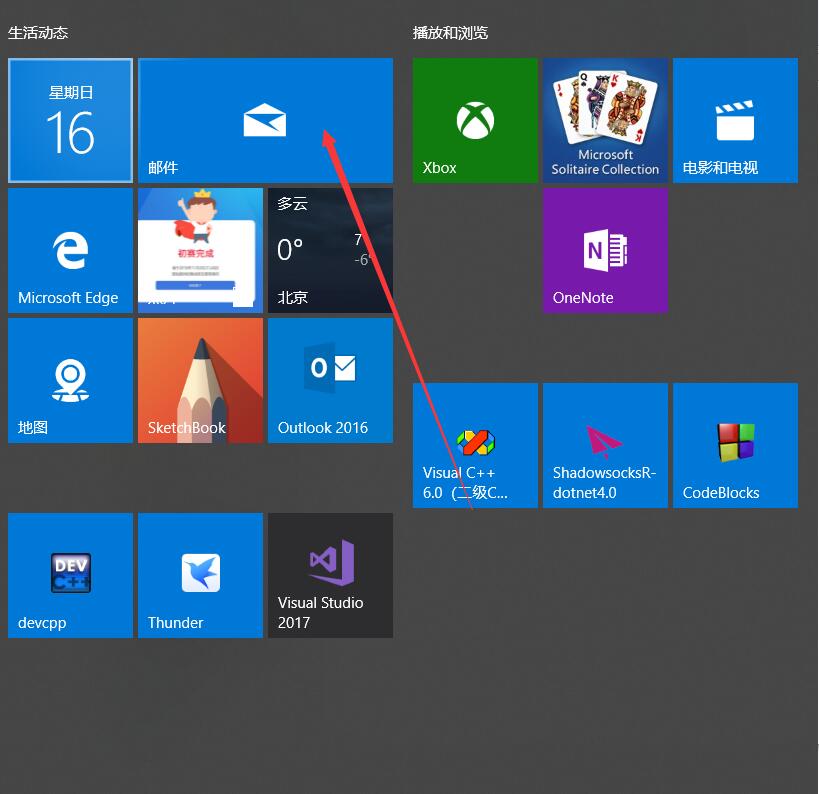 生活动态
播放和浏览
星期日
16
邮件
Xbox
Microsoft
Solitaire Collection
电影和电视
Microsoft Edge
初赛完成
多云
0°
7
-6°
北京
OneNote
地图
SketchBook
Outlook 2016
Visual C++
6.0（二级C...
ShadowsocksR-
dotnet4.0
CodeBlocks
DEV
C++
devcpp
Thunder
Visual Studio
2017